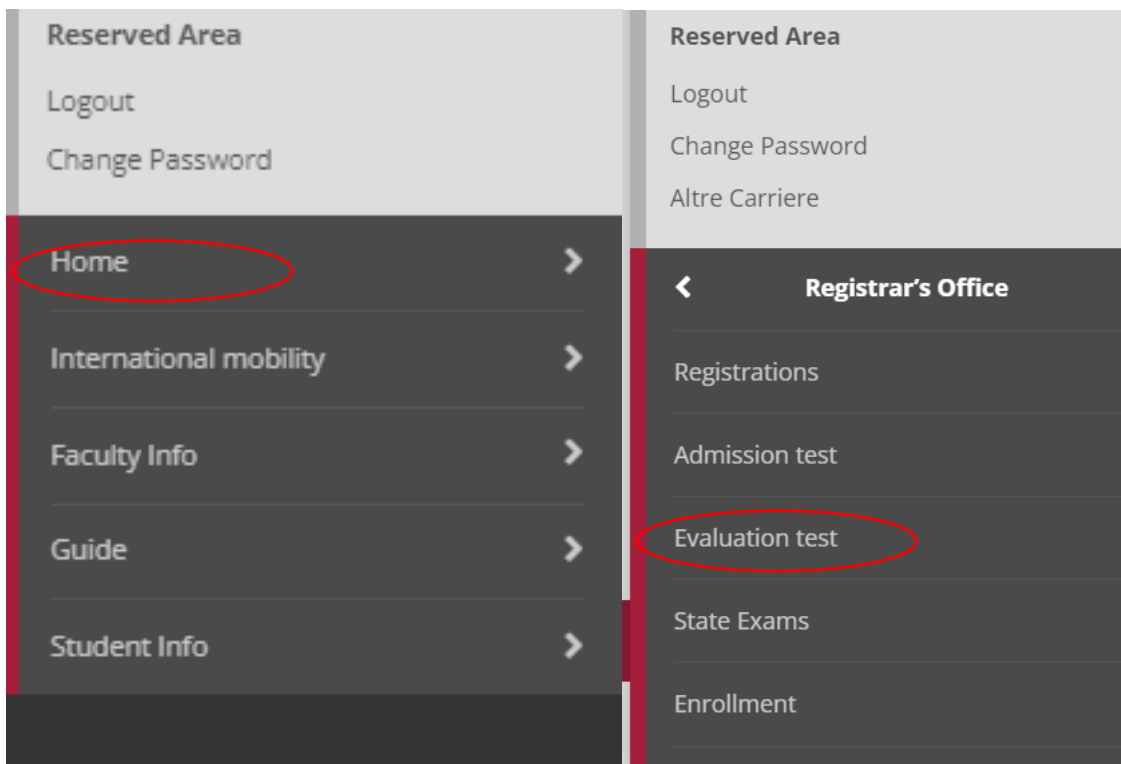 Reserved Area
Logout
Change Password
Home
International mobility
Faculty Info
Guide
Student Info
Reserved Area
Logout
Change Password
Altre Carriere
Registrar’s Office
Registrations
Admission test
Evaluation test
State Exams
Enrollment